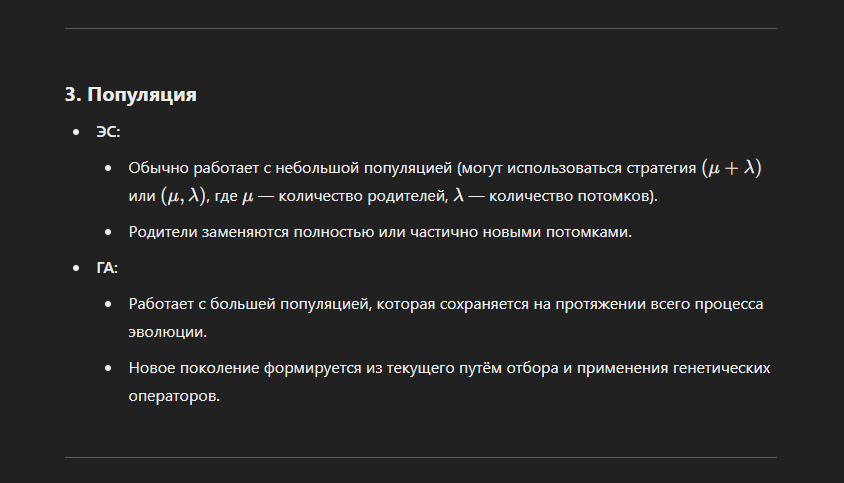 3. Популяция
• ЭС:
• Обычно работает с небольшой популяцией (могут использоваться стратегия (μ + λ)
или (μ, λ), где μ — количество родителей, λ — количество потомков).
• Родители заменяются полностью или частично новыми потомками.
• ГА:
• Работает с большей популяцией, которая сохраняется на протяжении всего процесса
эволюции.
• Новое поколение формируется из текущего путём отбора и применения генетических
операторов.